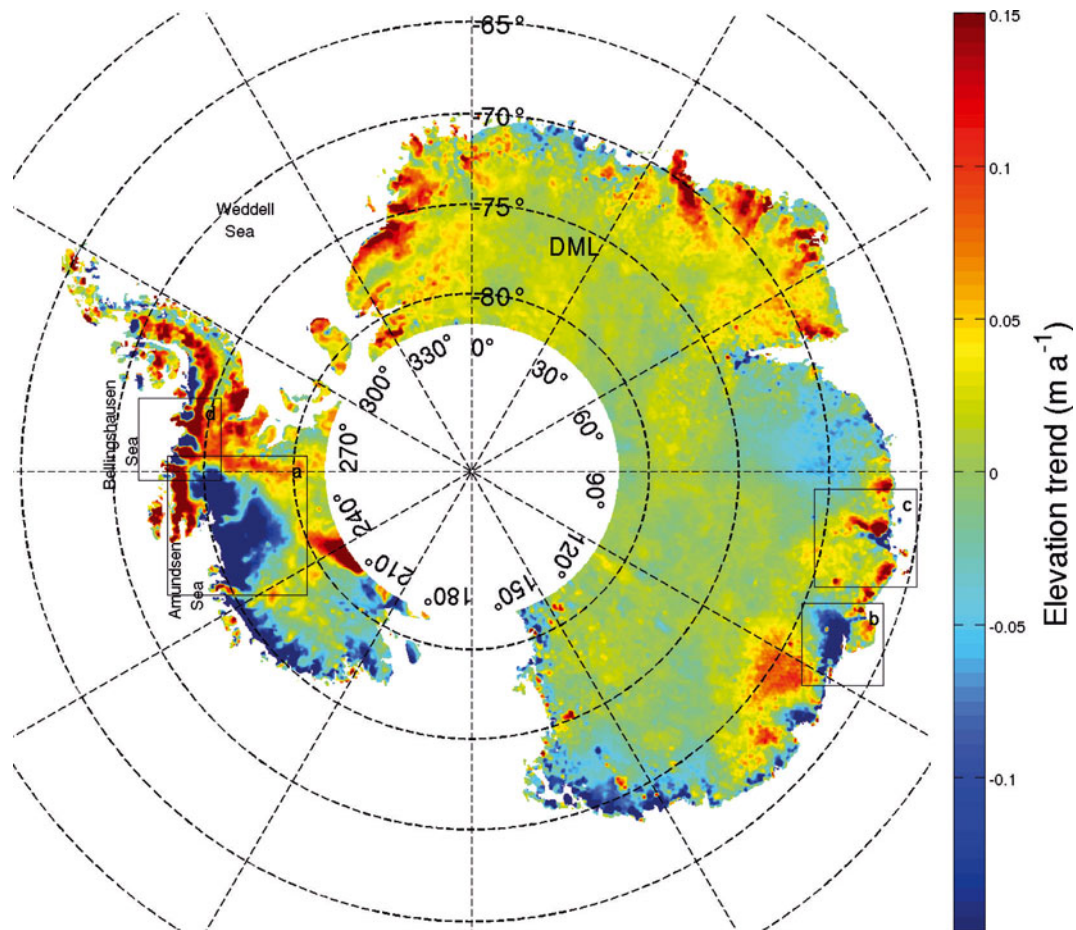 -65°
-70°
-75°
-80°
Weddell
Sea
DML
Bellingshausen
Sea
Amundsen
Sea
0°
30°
60°
90°
120°
150°
180°
210°
240°
270°
300°
330°
d
a
c
b
0.15
0.1
0.05
0
-0.05
-0.1
Elevation trend (m a⁻¹)